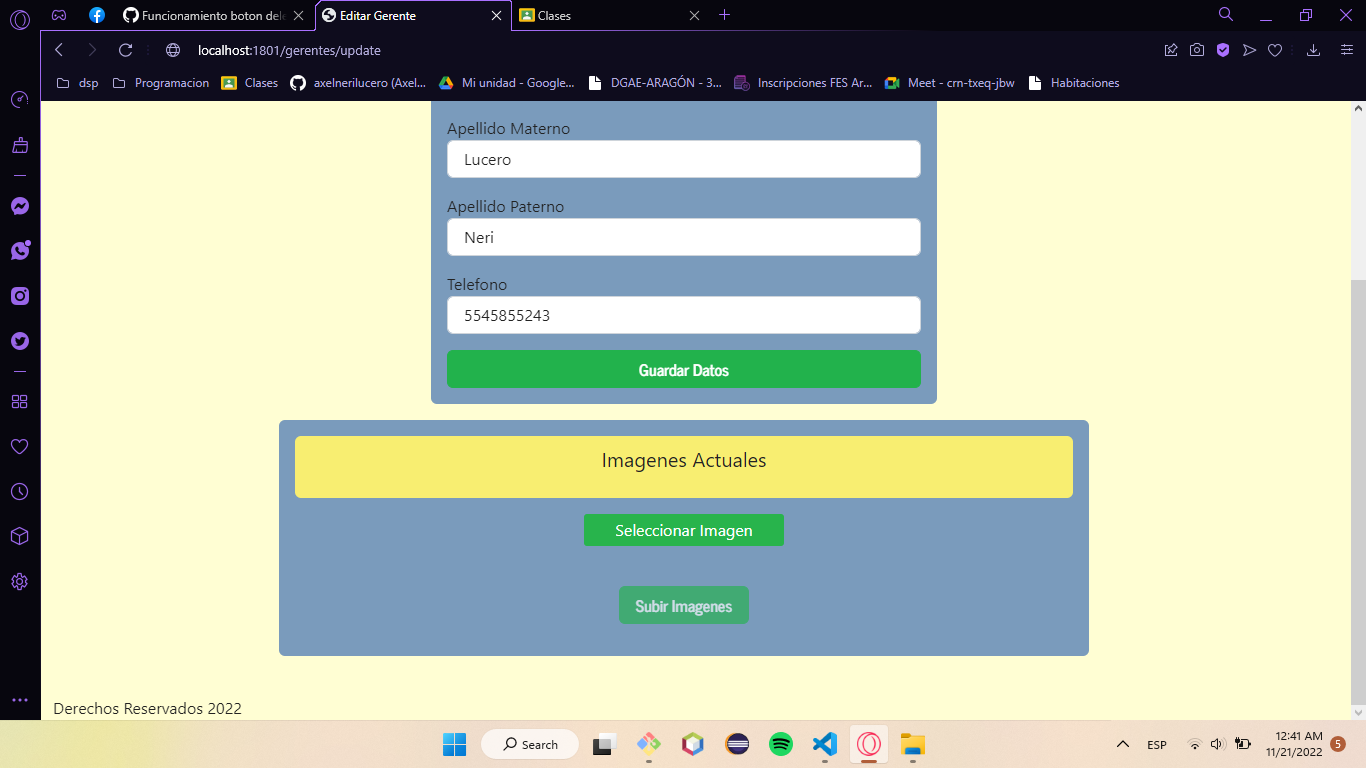 Funcionamiento boton dele
Editar Gerente
Clases
localhost:1801/gerentes/update
dsp
Programacion
Clases
axelnerilucero (Axel...
Mi unidad - Google...
DGAE-ARAGÓN - 3...
Inscripciones FES Ar...
Meet - crn-txeq-jbw
Habitaciones
Apellido Materno
Lucero
Apellido Paterno
Neri
Telefono
5545855243
Guardar Datos
Imagenes Actuales
Seleccionar Imagen
Subir Imagenes
Derechos Reservados 2022
Search
ESP
12:41 AM
11/21/2022
5